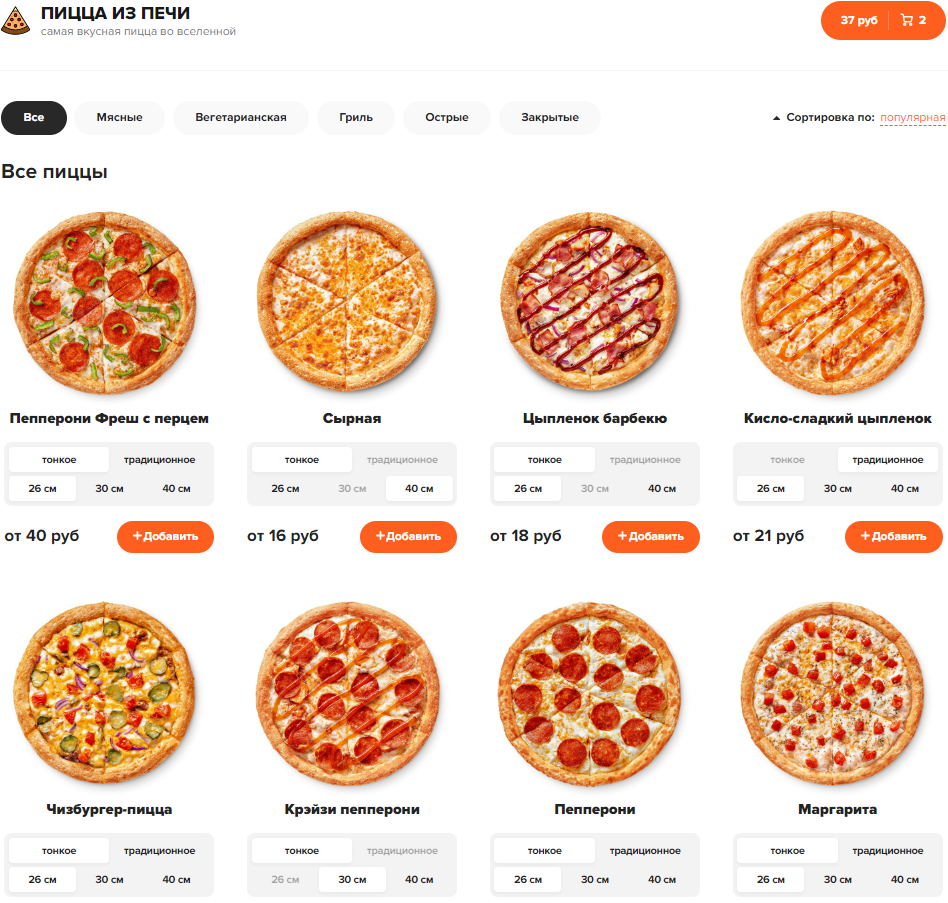 ПИЦЦА ИЗ ПЕЧИ
самая вкусная пицца во вселенной
37 руб 2
Все Мясные Вегетарианская Гриль Острые Закрытые Сортировка по: популярная
Все пиццы
Пепперони Фреш с перцем Сырная Цыпленок барбекю Кисло-сладкий цыпленок
тонкое традиционное тонкое традиционное тонкое традиционное тонкое традиционное
26 см 30 см 40 см 26 см 30 см 40 см 26 см 30 см 40 см 26 см 30 см 40 см
от 40 руб +Добавить от 16 руб +Добавить от 18 руб +Добавить от 21 руб +Добавить
Чизбургер-пицца Крэйзи пепперони Пепперони Маргарита
тонкое традиционное тонкое традиционное тонкое традиционное тонкое традиционное
26 см 30 см 40 см 26 см 30 см 40 см 26 см 30 см 40 см 26 см 30 см 40 см